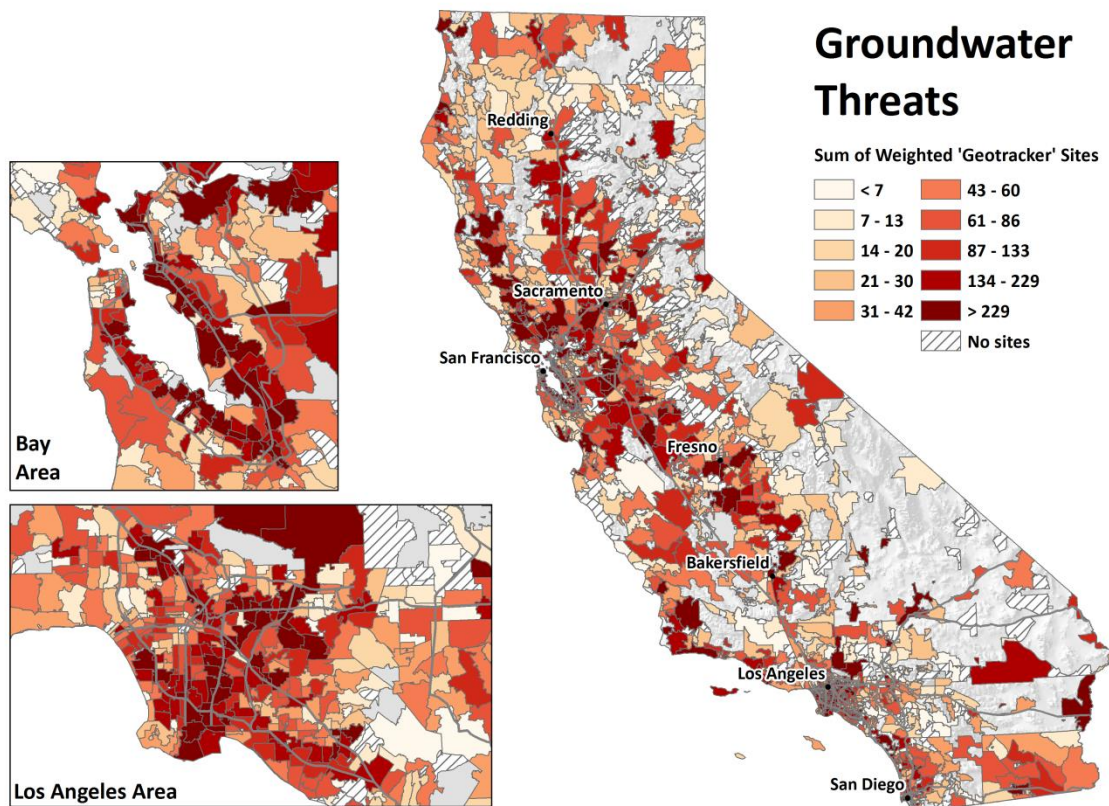 Groundwater
Threats
Sum of Weighted 'Geotracker' Sites
< 7
7 - 13
14 - 20
21 - 30
31 - 42
43 - 60
61 - 86
87 - 133
134 - 229
> 229
No sites
Redding
Sacramento
San Francisco
Fresno
Bakersfield
Los Angeles
San Diego
Bay
Area
Los Angeles Area